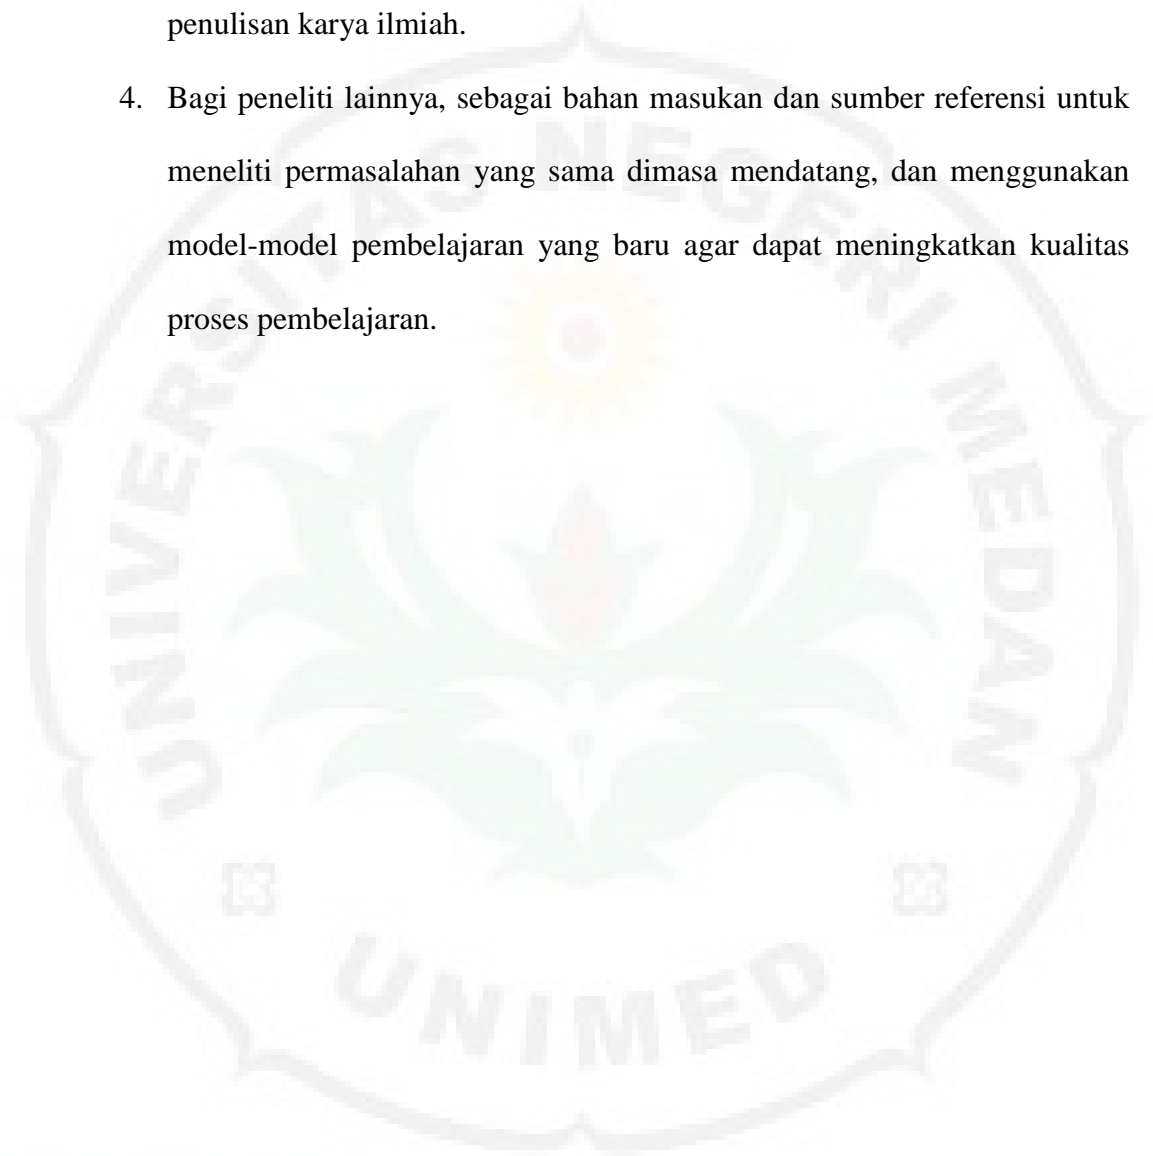 penulisan karya ilmiah.
4. Bagi peneliti lainnya, sebagai bahan masukan dan sumber referensi untuk
meneliti permasalahan yang sama dimasa mendatang, dan menggunakan
model-model pembelajaran yang baru agar dapat meningkatkan kualitas
proses pembelajaran.
UNIVERSITAS NEGERI MEDAN
UNIMED